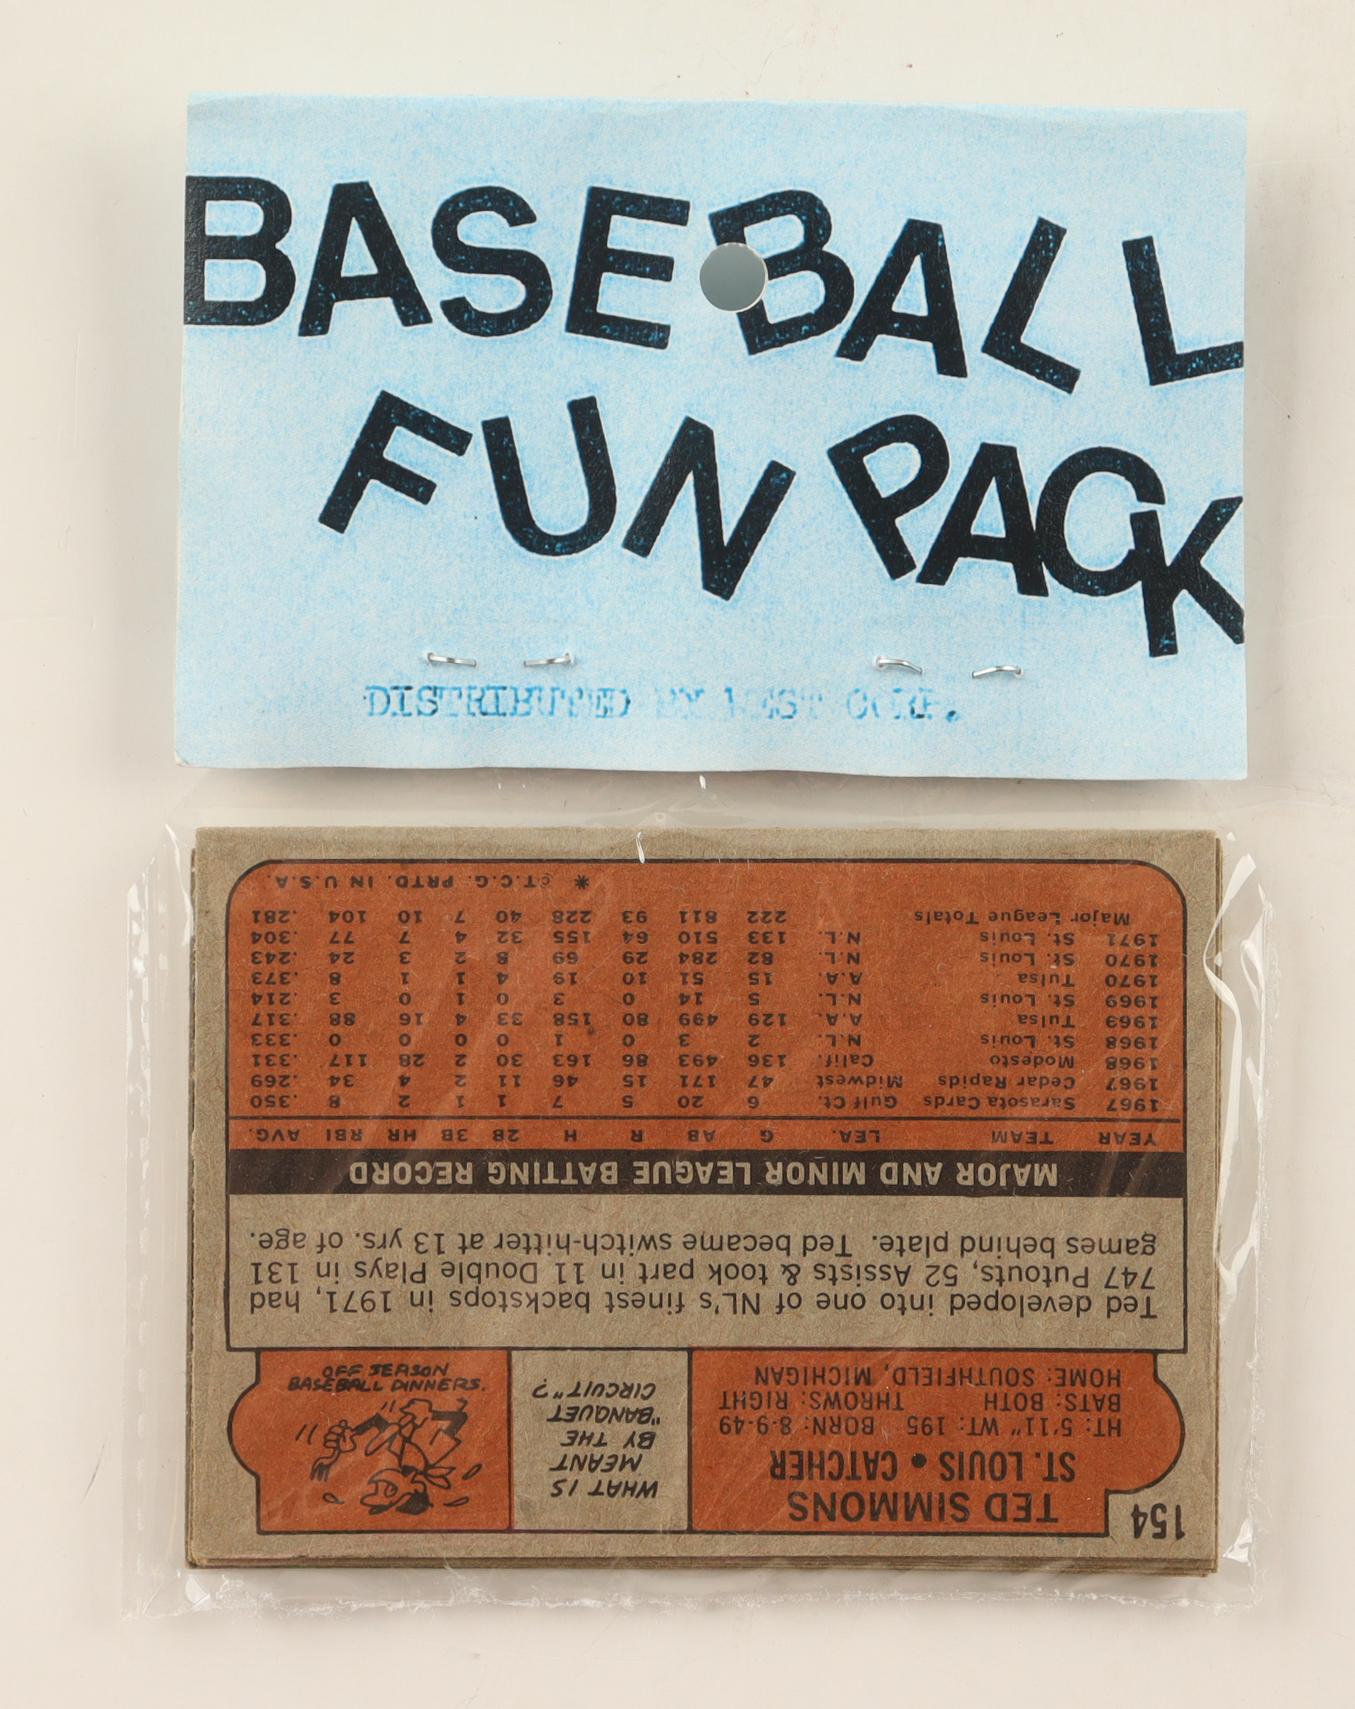 BASEBALL
FUN PACK
DISTRIBUTED BY WEST CORP.
154
TED SIMMONS
ST. LOUIS • CATCHER
HT: 5'11" WT: 195 BORN: 8-9-49
BATS: BOTH THROWS: RIGHT
HOME: SOUTHFIELD, MICHIGAN
WHAT IS
MEANT
BY THE
"BANQUET
CIRCUIT"?
BASEBALL DINNERS.
OFF SEASON
Ted developed into one of NL's finest backstops in 1971, had
747 Putouts, 52 Assists & took part in 11 Double Plays in 131
games behind plate. Ted became switch-hitter at 13 yrs. of age.
MAJOR AND MINOR LEAGUE BATTING RECORD
YEAR TEAM LEA. G AB R H 2B 3B HR RBI AVG.
1967 Sarasota Cards Gulf Ct. 6 20 5 7 1 1 2 8 .350
1967 Cedar Rapids Midwest 47 171 15 46 11 2 4 34 .269
1968 Modesto Calif. 136 493 86 163 30 2 28 117 .331
1968 St. Louis N.L. 2 3 0 1 0 0 0 0 .333
1969 Tulsa A.A. 129 499 80 158 33 4 16 88 .317
1969 St. Louis N.L. 5 14 0 3 0 1 0 3 .214
1970 Tulsa A.A. 15 51 10 19 4 1 1 8 .373
1970 St. Louis N.L. 82 284 29 69 8 2 3 24 .243
1971 St. Louis N.L. 133 510 64 155 32 4 7 77 .304
Major League Totals 222 811 93 228 40 7 10 104 .281
* ©T.C.G. PRTD. IN U.S.A.